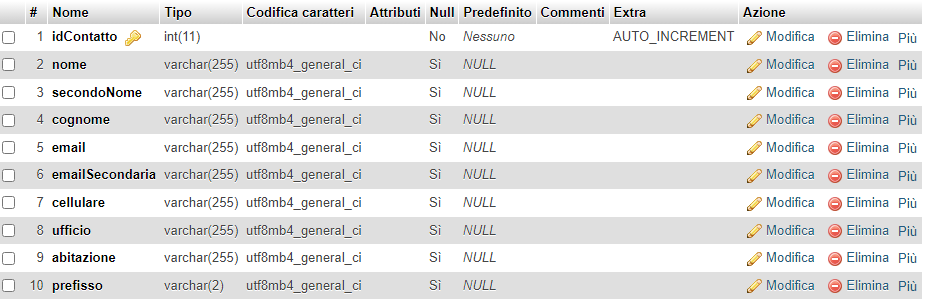 # Nome Tipo Codifica caratteri Attributi Null Predefinito Commenti Extra Azione
1 idContatto int(11) No Nessuno AUTO_INCREMENT Modifica Elimina Più
2 nome varchar(255) utf8mb4_general_ci Sì NULL Modifica Elimina Più
3 secondoNome varchar(255) utf8mb4_general_ci Sì NULL Modifica Elimina Più
4 cognome varchar(255) utf8mb4_general_ci Sì NULL Modifica Elimina Più
5 email varchar(255) utf8mb4_general_ci Sì NULL Modifica Elimina Più
6 emailSecondaria varchar(255) utf8mb4_general_ci Sì NULL Modifica Elimina Più
7 cellulare varchar(255) utf8mb4_general_ci Sì NULL Modifica Elimina Più
8 ufficio varchar(255) utf8mb4_general_ci Sì NULL Modifica Elimina Più
9 abitazione varchar(255) utf8mb4_general_ci Sì NULL Modifica Elimina Più
10 prefisso varchar(2) utf8mb4_general_ci Sì NULL Modifica Elimina Più